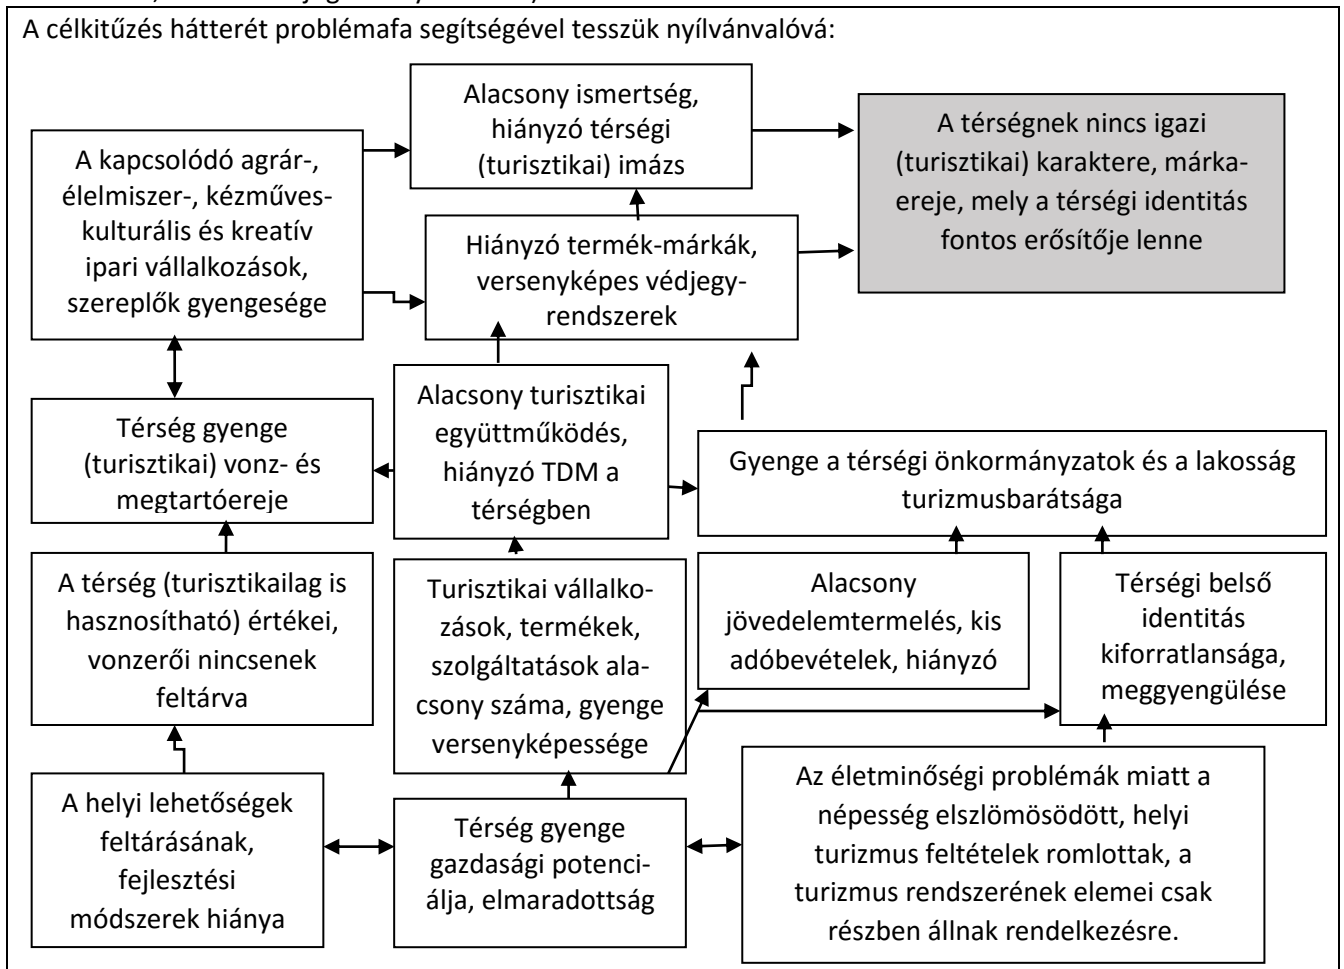 A célkitűzés hátterét problémafa segítségével tesszük nyílvánvalóvá:
Alacsony ismertség,
hiányzó térségi
(turisztikai) imázs
A térségnek nincs igazi
(turisztikai) karaktere, márka-
ereje, mely a térségi identitás
fontos erősítője lenne
A kapcsolódó agrár-,
élelmiszer-, kézműves-
kulturális és kreatív
ipari vállalkozások,
szereplők gyengesége
Hiányzó termék-márkák,
versenyképes védjegy-
rendszerek
Térség gyenge
(turisztikai) vonz- és
megtartóereje
Alacsony turisztikai
együttműködés,
hiányzó TDM a
térségben
Gyenge a térségi önkormányzatok és a lakosság
turizmusbarátsága
A térség (turisztikailag is
hasznosítható) értékei,
vonzerői nincsenek
feltárva
Turisztikai vállalko-
zások, termékek,
szolgáltatások ala-
csony száma, gyenge
versenyképessége
Alacsony
jövedelemtermelés, kis
adóbevételek, hiányzó
Térségi belső
identitás
kiforratlansága,
meggyengülése
A helyi lehetőségek
feltárásának,
fejlesztési
módszerek hiánya
Térség gyenge
gazdasági potenci-
álja, elmaradottság
Az életminőségi problémák miatt a
népesség elszlömösödött, helyi
turizmus feltételek romlottak, a
turizmus rendszerének elemei csak
részben állnak rendelkezésre.